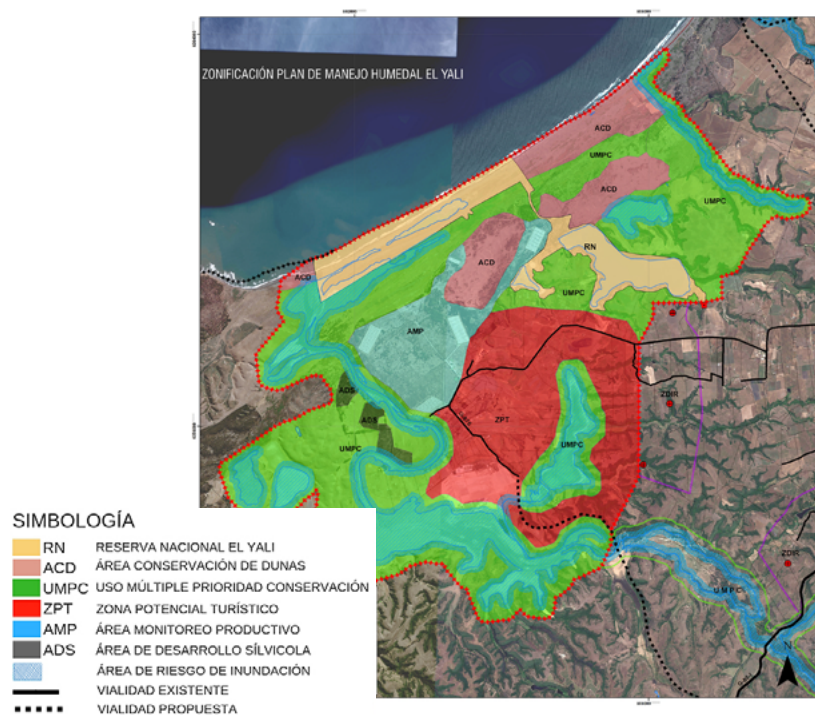 ZONIFICACIÓN PLAN DE MANEJO HUMEDAL EL YALI
ACD
UMPC
ACD
UMPC
RN
ACD
ACD
UMPC
AMP
ADS
ZDIR
ADS
ZPT
UMPC
UMPC
ZDIR
UMPC
N
SIMBOLOGÍA
RN RESERVA NACIONAL EL YALI
ACD ÁREA CONSERVACIÓN DE DUNAS
UMPC USO MÚLTIPLE PRIORIDAD CONSERVACIÓN
ZPT ZONA POTENCIAL TURÍSTICO
AMP ÁREA MONITOREO PRODUCTIVO
ADS ÁREA DE DESARROLLO SÍLVICOLA
ÁREA DE RIESGO DE INUNDACIÓN
VIALIDAD EXISTENTE
VIALIDAD PROPUESTA